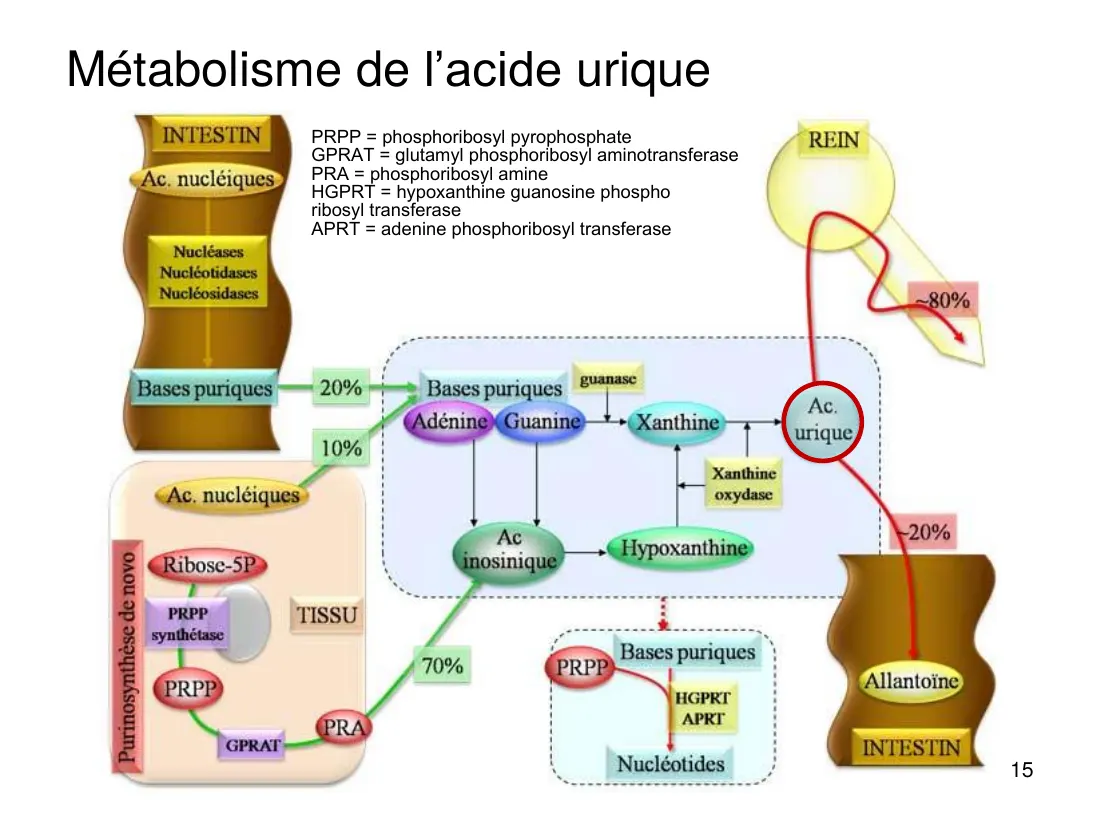 Métabolisme de l’acide urique
INTESTIN
Ac. nucléiques
Nucléases
Nucléotidases
Nucléosidases
Bases puriques
PRPP = phosphoribosyl pyrophosphate
GPRAT = glutamyl phosphoribosyl aminotransferase
PRA = phosphoribosyl amine
HGPRT = hypoxanthine guanosine phospho
ribosyl transferase
APRT = adenine phosphoribosyl transferase
REIN
~80%
20%
10%
Bases puriques
guanase
Adénine
Guanine
Xanthine
Ac.
urique
Xanthine
oxydase
Ac
inosinique
Hypoxanthine
~20%
Ac. nucléiques
Purinosynthèse de novo
Ribose-5P
PRPP
synthétase
TISSU
PRPP
GPRAT
PRA
70%
PRPP
Bases puriques
HGPRT
APRT
Nucléotides
Allantoïne
INTESTIN
15